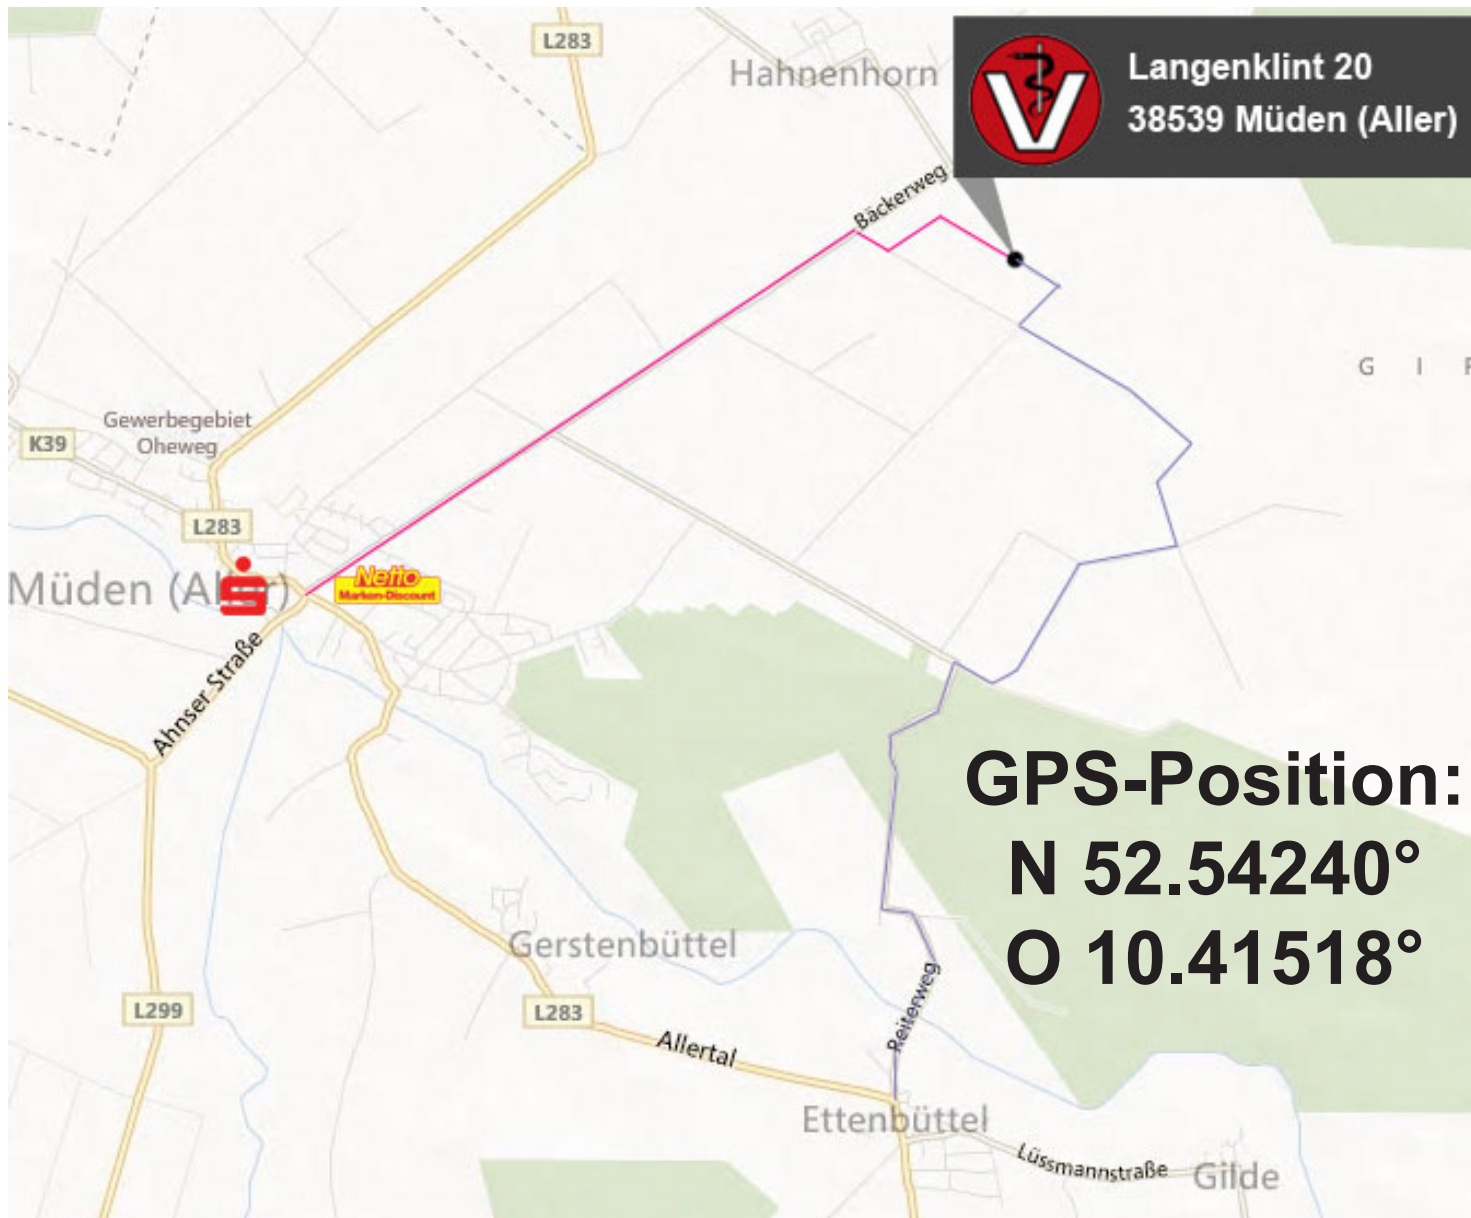 L283
Hahnenhorn
Langenklint 20
38539 Müden (Aller)
Bäckerweg
G I F
Gewerbegebiet
Oheweg
K39
L283
Müden (Aller)
Netto
Marken-Discount
Ahnser Straße
GPS-Position:
N 52.54240°
O 10.41518°
Gerstenbüttel
L299
L283
Allertal
Reiterweg
Ettenbüttel
Lüssmannstraße
Gilde